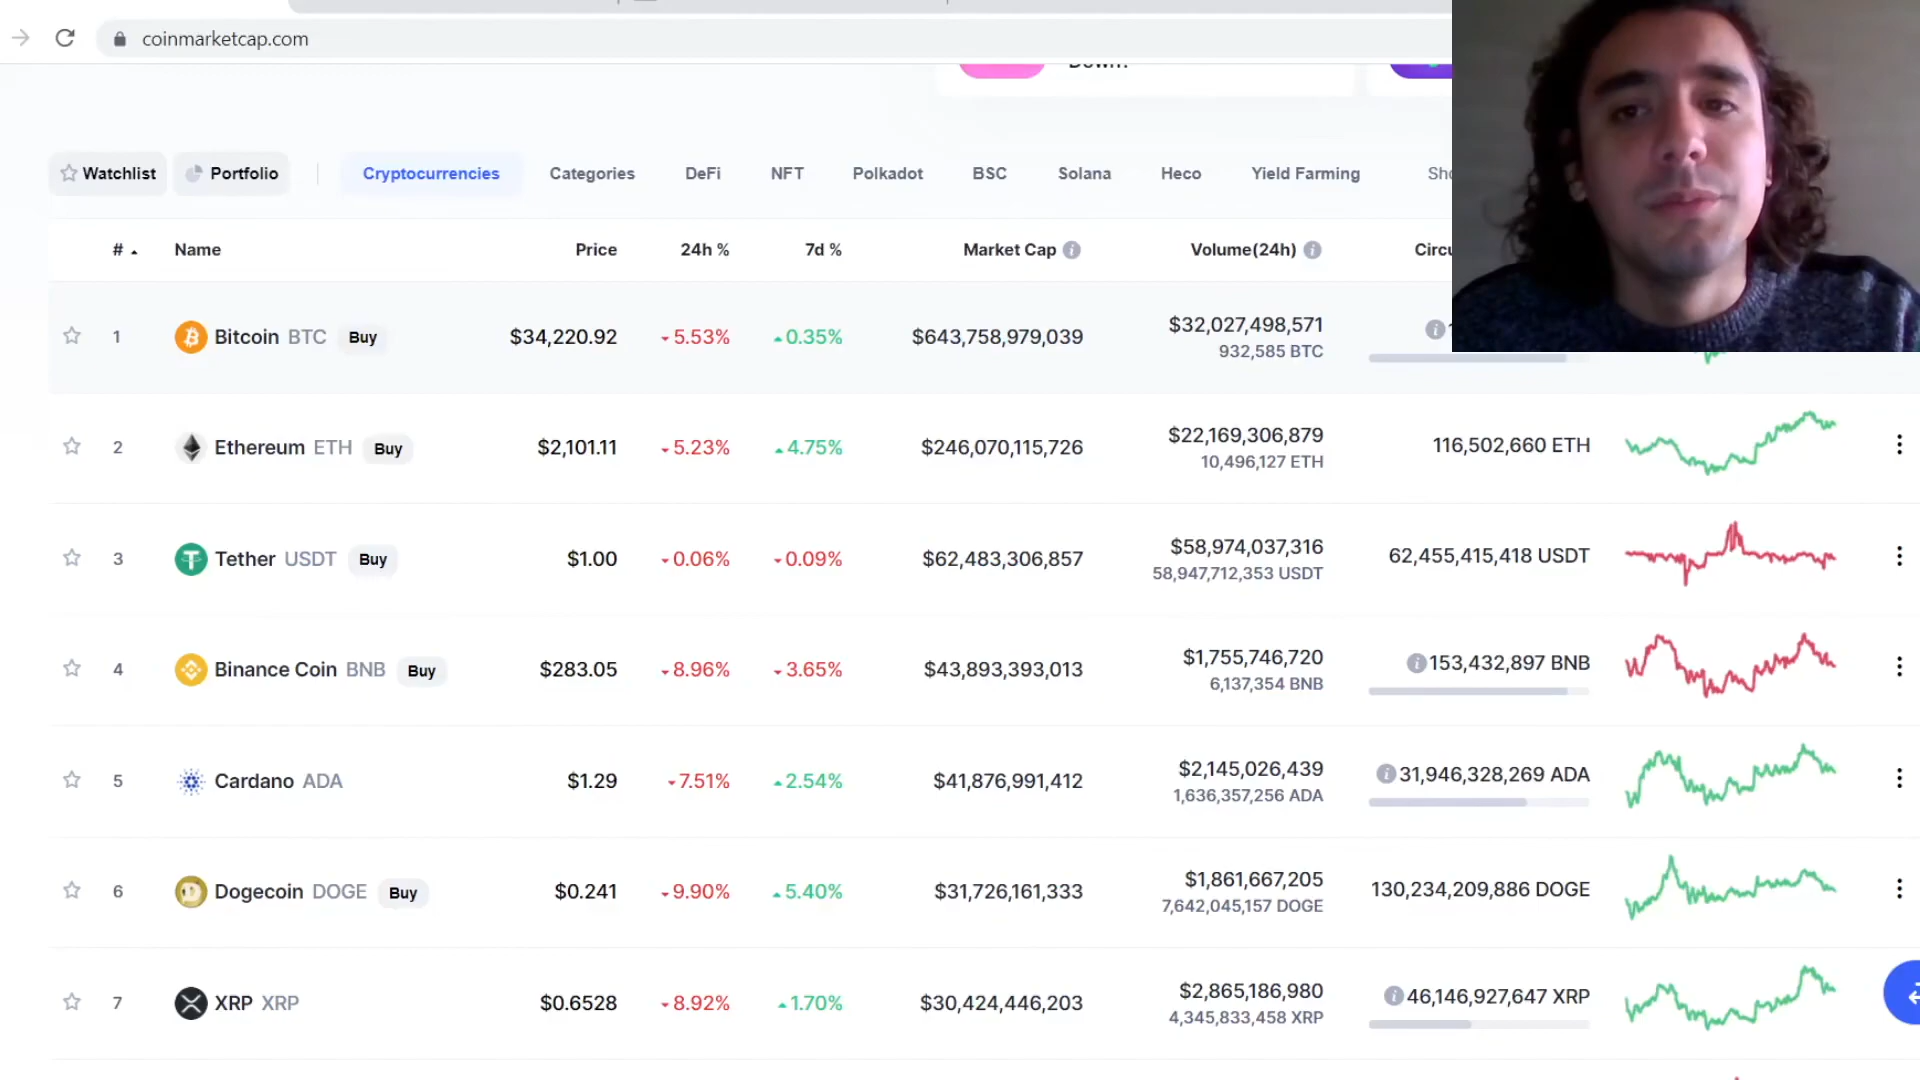 coinmarketcap.com
Down?
Watchlist Portfolio Cryptocurrencies Categories DeFi NFT Polkadot BSC Solana Heco Yield Farming Sho
# Name Price 24h % 7d % Market Cap Volume(24h) Circu
1 Bitcoin BTC Buy $34,220.92 5.53% 0.35% $643,758,979,039 $32,027,498,571
932,585 BTC
2 Ethereum ETH Buy $2,101.11 5.23% 4.75% $246,070,115,726 $22,169,306,879 116,502,660 ETH
10,496,127 ETH
3 Tether USDT Buy $1.00 0.06% 0.09% $62,483,306,857 $58,974,037,316 62,455,415,418 USDT
58,947,712,353 USDT
4 Binance Coin BNB Buy $283.05 8.96% 3.65% $43,893,393,013 $1,755,746,720 153,432,897 BNB
6,137,354 BNB
5 Cardano ADA $1.29 7.51% 2.54% $41,876,991,412 $2,145,026,439 31,946,328,269 ADA
1,636,357,256 ADA
6 Dogecoin DOGE Buy $0.241 9.90% 5.40% $31,726,161,333 $1,861,667,205 130,234,209,886 DOGE
7,642,045,157 DOGE
7 XRP XRP $0.6528 8.92% 1.70% $30,424,446,203 $2,865,186,980 46,146,927,647 XRP
4,345,833,458 XRP